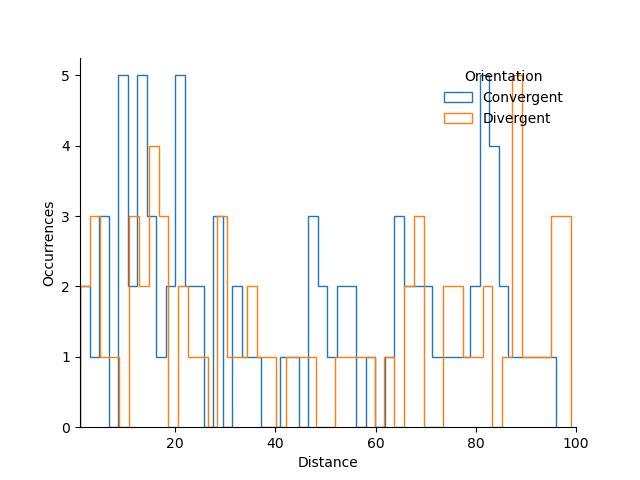 Orientation
Convergent
Divergent
5
4
3
2
1
0
Occurrences
20
40
60
80
100
Distance